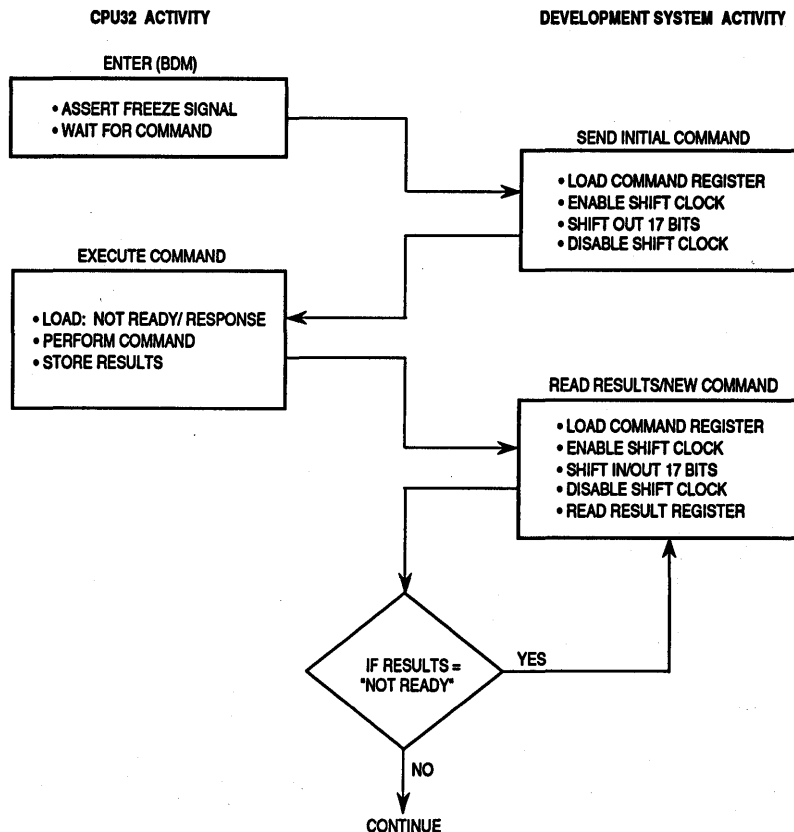 CPU32 ACTIVITY
DEVELOPMENT SYSTEM ACTIVITY
ENTER (BDM)
• ASSERT FREEZE SIGNAL
• WAIT FOR COMMAND
SEND INITIAL COMMAND
• LOAD COMMAND REGISTER
• ENABLE SHIFT CLOCK
• SHIFT OUT 17 BITS
• DISABLE SHIFT CLOCK
EXECUTE COMMAND
• LOAD: NOT READY/ RESPONSE
• PERFORM COMMAND
• STORE RESULTS
READ RESULTS/NEW COMMAND
• LOAD COMMAND REGISTER
• ENABLE SHIFT CLOCK
• SHIFT IN/OUT 17 BITS
• DISABLE SHIFT CLOCK
• READ RESULT REGISTER
IF RESULTS =
"NOT READY"
YES
NO
CONTINUE